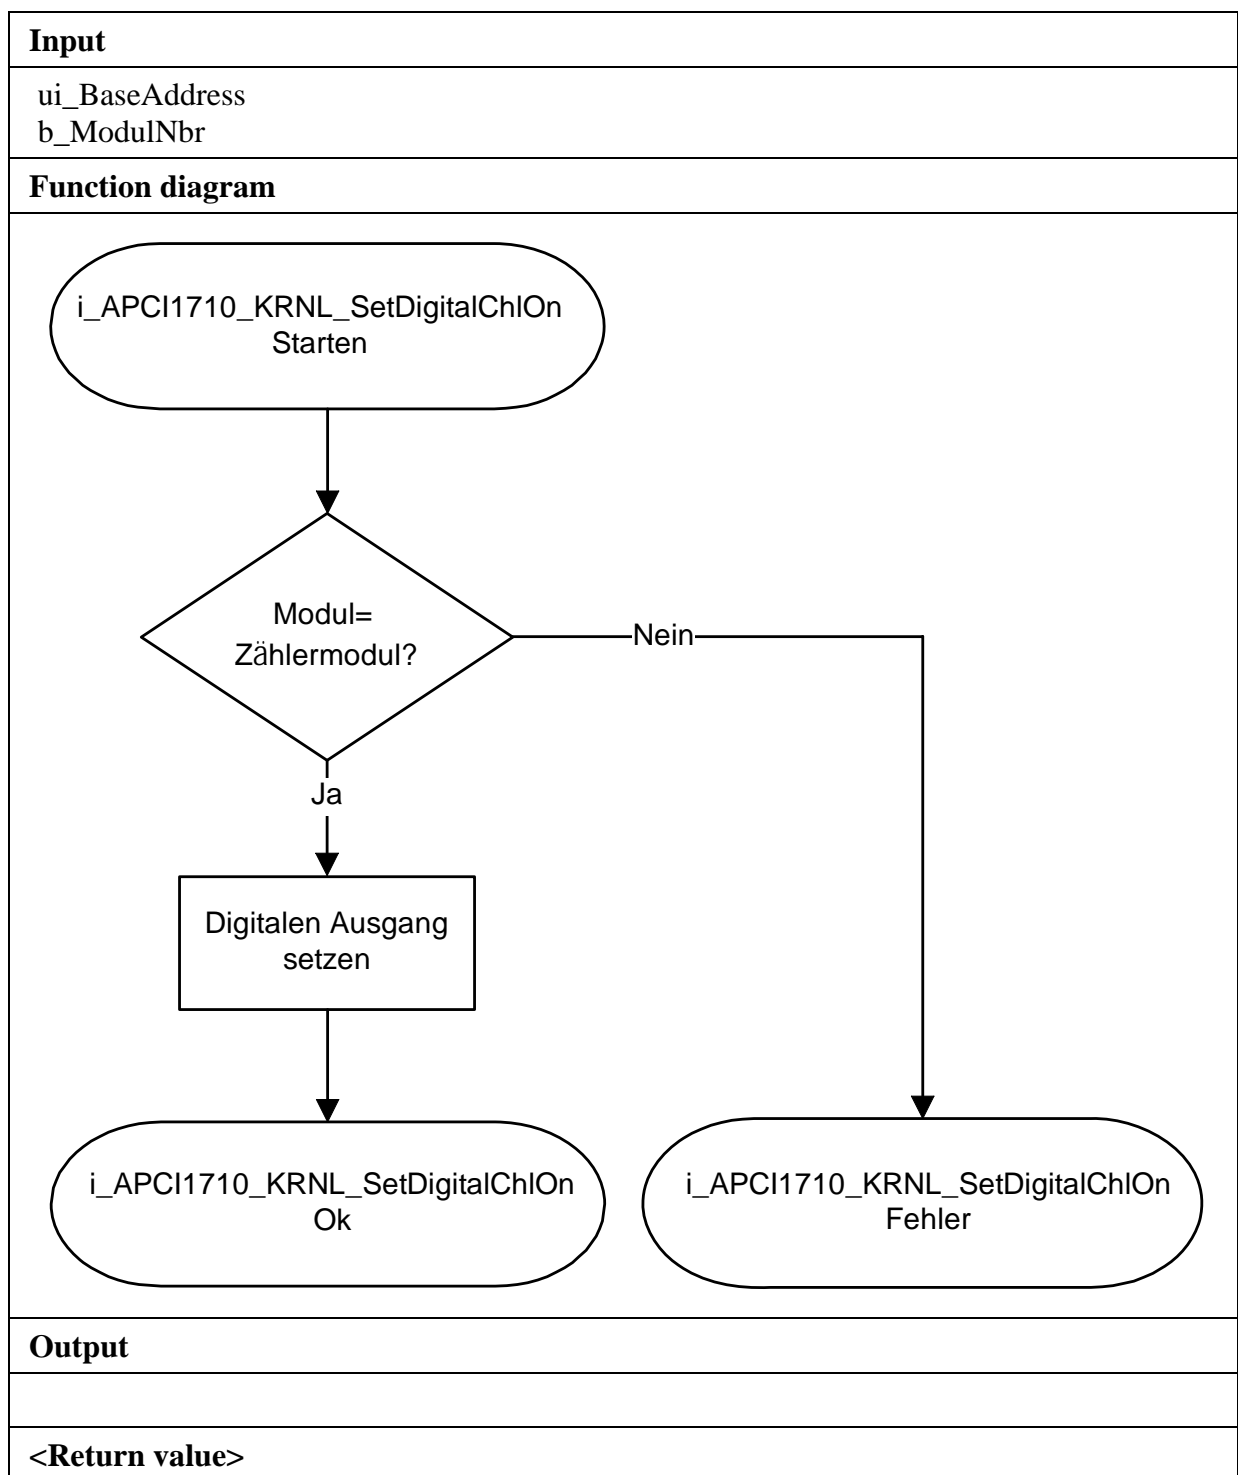 Input
ui_BaseAddress
b_ModulNbr
Function diagram
i_APCI1710_KRNL_SetDigitalChlOn
Starten
Modul=
Zählermodul?
Nein
Ja
Digitalen Ausgang
setzen
i_APCI1710_KRNL_SetDigitalChlOn
Ok
i_APCI1710_KRNL_SetDigitalChlOn
Fehler
Output
<Return value>